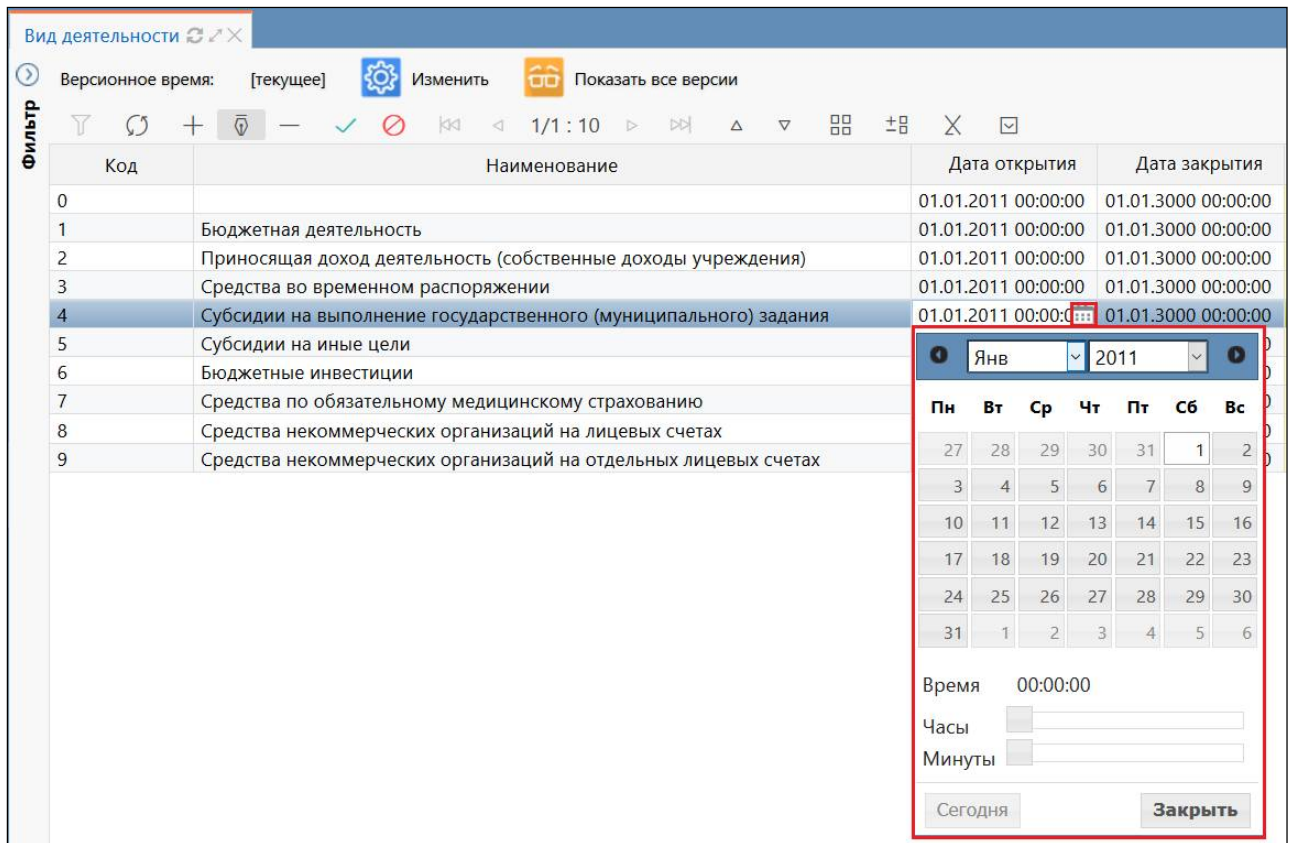 Вид деятельности
Версионное время: [текущее] Изменить Показать все версии
Фильтр
1/1 : 10
Код Наименование Дата открытия Дата закрытия
0 01.01.2011 00:00:00 01.01.3000 00:00:00
1 Бюджетная деятельность 01.01.2011 00:00:00 01.01.3000 00:00:00
2 Приносящая доход деятельность (собственные доходы учреждения) 01.01.2011 00:00:00 01.01.3000 00:00:00
3 Средства во временном распоряжении 01.01.2011 00:00:00 01.01.3000 00:00:00
4 Субсидии на выполнение государственного (муниципального) задания 01.01.2011 00:00:0 01.01.3000 00:00:00
5 Субсидии на иные цели
6 Бюджетные инвестиции
7 Средства по обязательному медицинскому страхованию
8 Средства некоммерческих организаций на лицевых счетах
9 Средства некоммерческих организаций на отдельных лицевых счетах
Янв 2011
Пн Вт Ср Чт Пт Сб Вс
27 28 29 30 31 1 2
3 4 5 6 7 8 9
10 11 12 13 14 15 16
17 18 19 20 21 22 23
24 25 26 27 28 29 30
31 1 2 3 4 5 6
Время 00:00:00
Часы
Минуты
Сегодня Закрыть